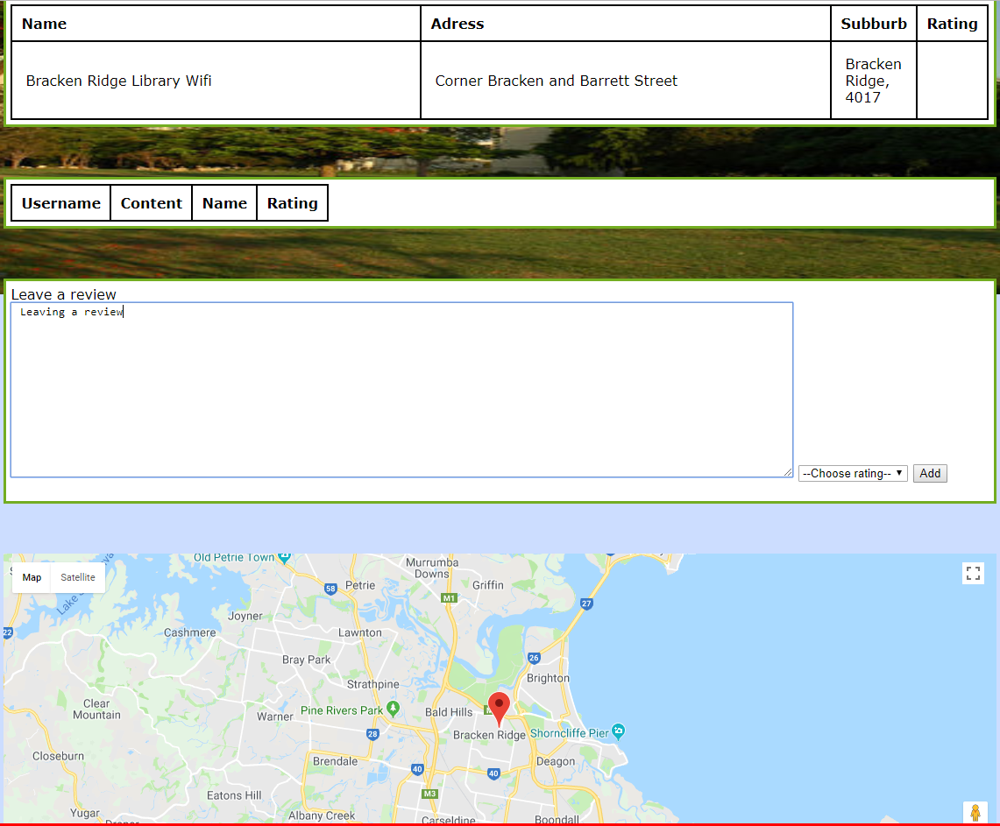 Name Adress Subburb Rating
Bracken Ridge Library Wifi Corner Bracken and Barrett Street Bracken
Ridge,
4017
Username Content Name Rating
Leave a review
Leaving a review
--Choose rating-- Add
Map Satellite
Old Petrie Town
Murrumba
Downs
Petrie
Griffin
58
M1
27
Lake
Joyner
22
Cashmere
Lawnton
26
Bray Park
Brighton
Strathpine
Clear
Mountain
Pine Rivers Park
Warner
Bald Hills
Bracken Ridge
Shorncliffe Pier
28
Closeburn
Brendale
Deagon
40
40
M3
Eatons Hill
Yugar
Albany Creek
Carseldine
Boondall